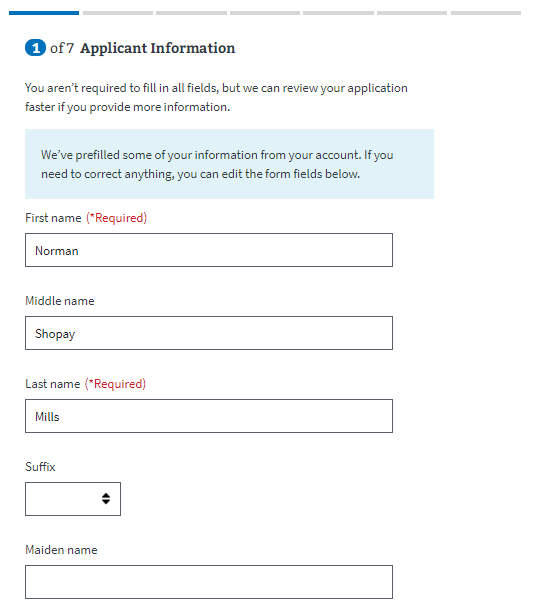 1 of 7 Applicant Information
You aren't required to fill in all fields, but we can review your application
faster if you provide more information.
We've prefilled some of your information from your account. If you
need to correct anything, you can edit the form fields below.
First name (*Required)
Norman
Middle name
Shopay
Last name (*Required)
Mills
Suffix
Maiden name